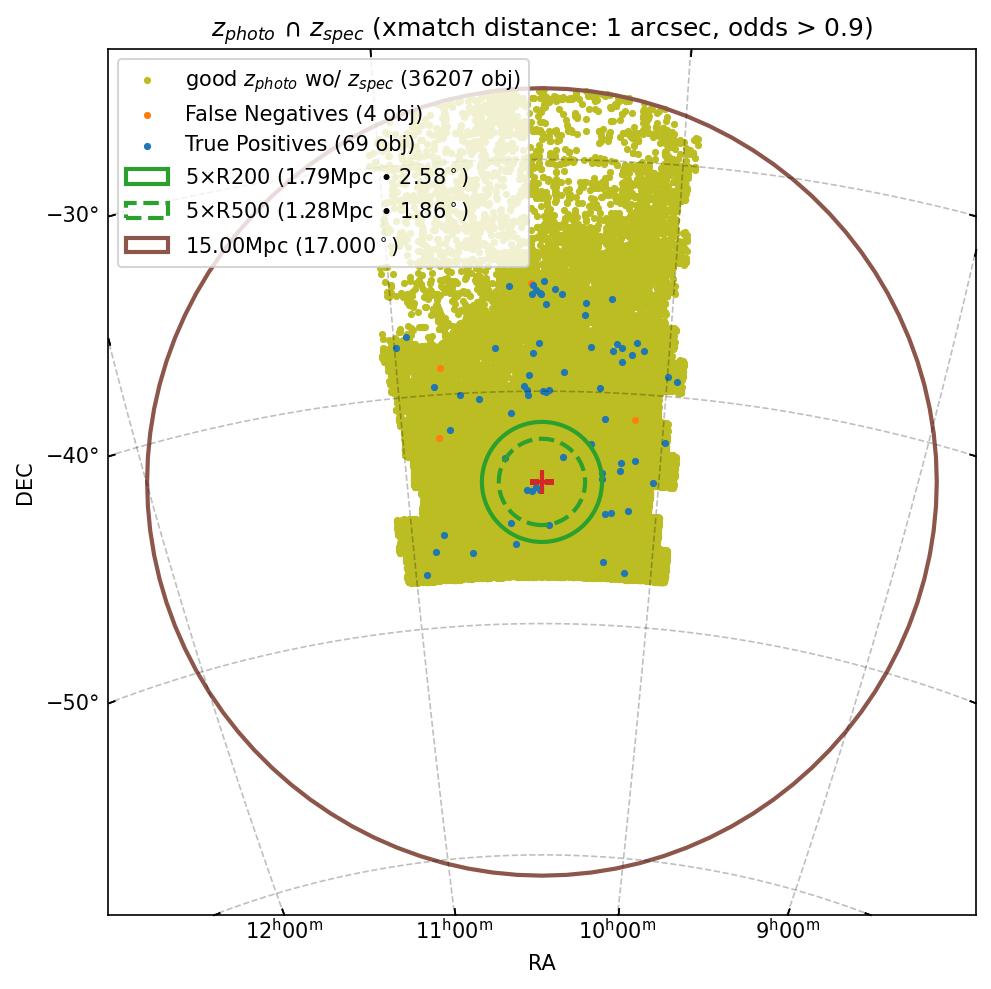 z_photo ∩ z_spec (xmatch distance: 1 arcsec, odds > 0.9)
good z_photo wo/ z_spec (36207 obj)
False Negatives (4 obj)
True Positives (69 obj)
5×R200 (1.79Mpc • 2.58°)
5×R500 (1.28Mpc • 1.86°)
15.00Mpc (17.000°)
−30°
−40°
−50°
DEC
12ʰ00ᵐ 11ʰ00ᵐ 10ʰ00ᵐ 9ʰ00ᵐ
RA